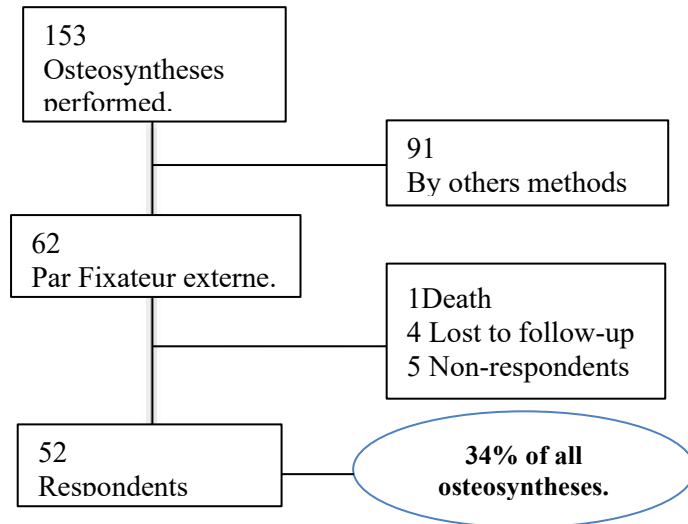 153
Osteosyntheses
performed.
91
By others methods
62
Par Fixateur externe.
1Death
4 Lost to follow-up
5 Non-respondents
52
Respondents
34% of all
osteosyntheses.